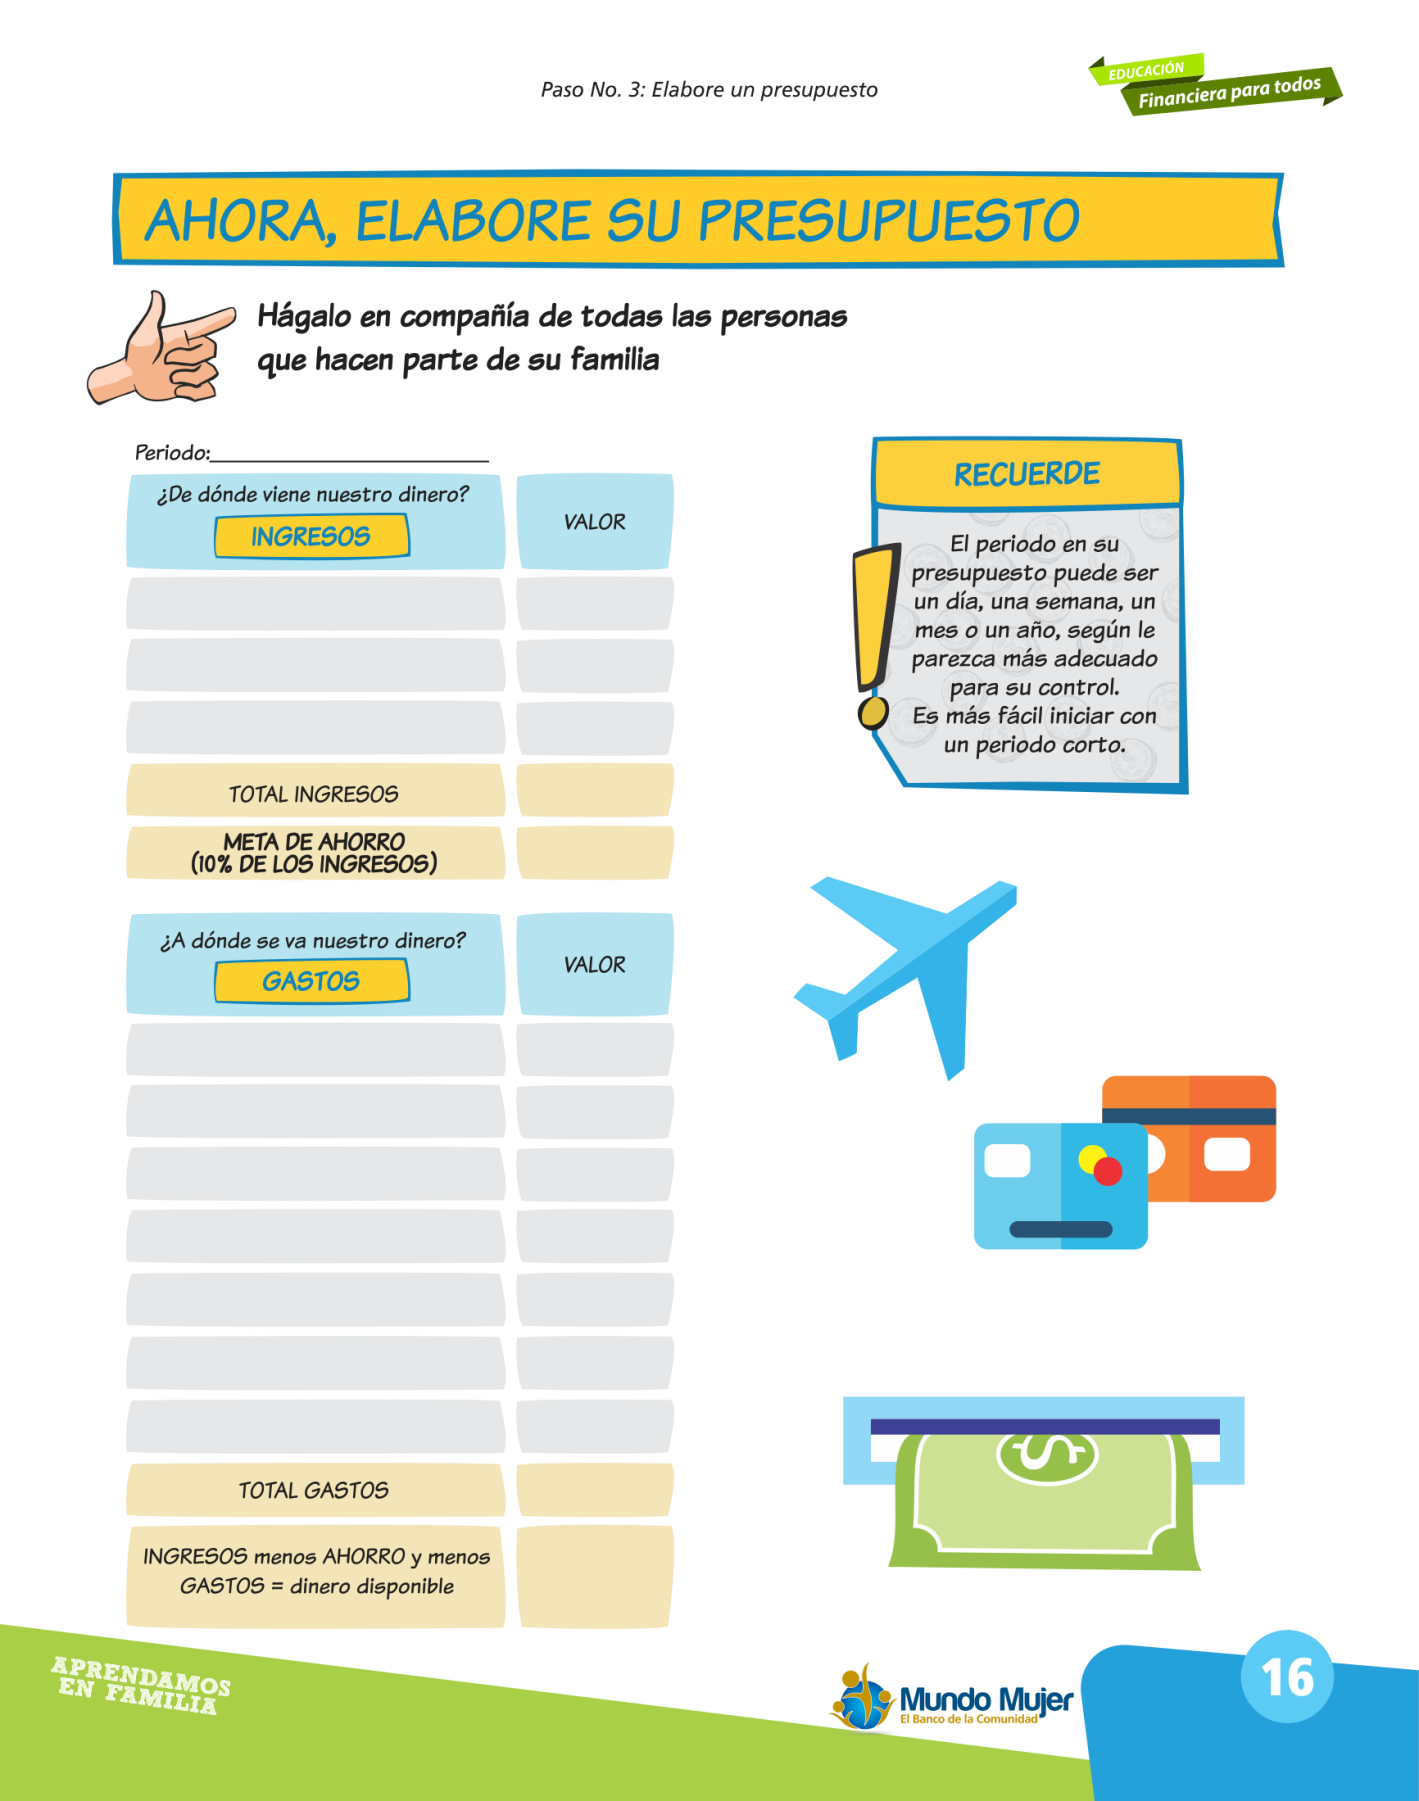 Paso No. 3: Elabore un presupuesto
EDUCACIÓN
Financiera para todos
AHORA, ELABORE SU PRESUPUESTO
Hágalo en compañía de todas las personas
que hacen parte de su familia
Periodo:
¿De dónde viene nuestro dinero?
INGRESOS
VALOR
TOTAL INGRESOS
META DE AHORRO
(10% DE LOS INGRESOS)
¿A dónde se va nuestro dinero?
GASTOS
VALOR
TOTAL GASTOS
INGRESOS menos AHORRO y menos
GASTOS = dinero disponible
RECUERDE
El periodo en su
presupuesto puede ser
un día, una semana, un
mes o un año, según le
parezca más adecuado
para su control.
Es más fácil iniciar con
un periodo corto.
$
APRENDAMOS
EN FAMILIA
Mundo Mujer
El Banco de la Comunidad
16